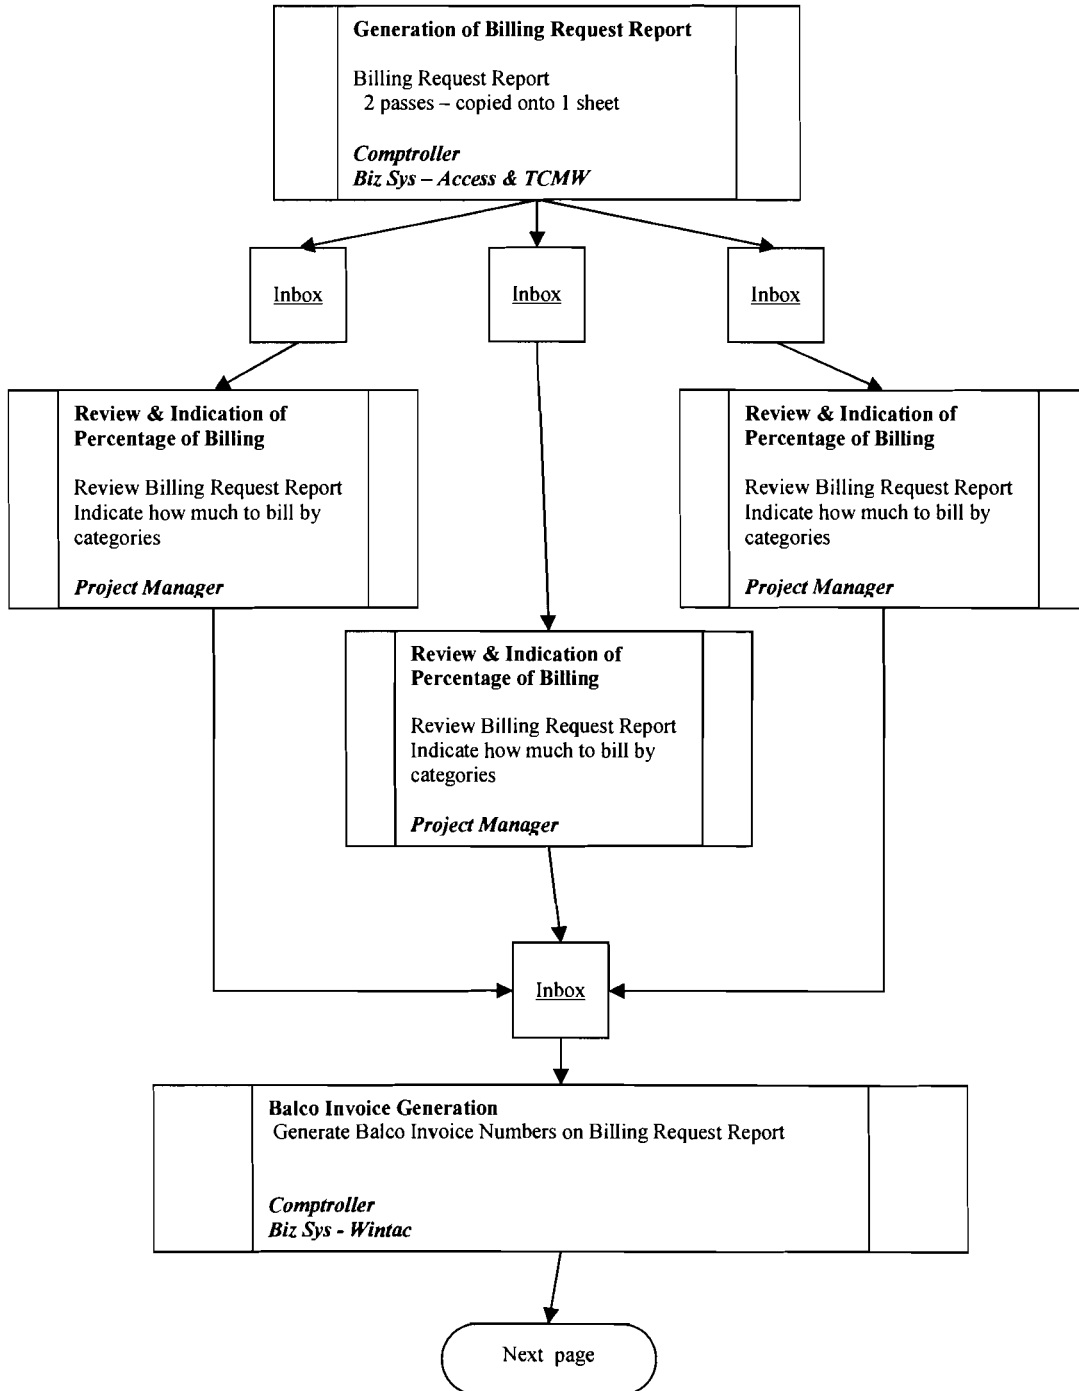 Generation of Billing Request Report
Billing Request Report
2 passes – copied onto 1 sheet
Comptroller
Biz Sys – Access & TCMW
Inbox
Inbox
Inbox
Review & Indication of
Percentage of Billing
Review Billing Request Report
Indicate how much to bill by
categories
Project Manager
Review & Indication of
Percentage of Billing
Review Billing Request Report
Indicate how much to bill by
categories
Project Manager
Review & Indication of
Percentage of Billing
Review Billing Request Report
Indicate how much to bill by
categories
Project Manager
Inbox
Balco Invoice Generation
Generate Balco Invoice Numbers on Billing Request Report
Comptroller
Biz Sys - Wintac
Next page